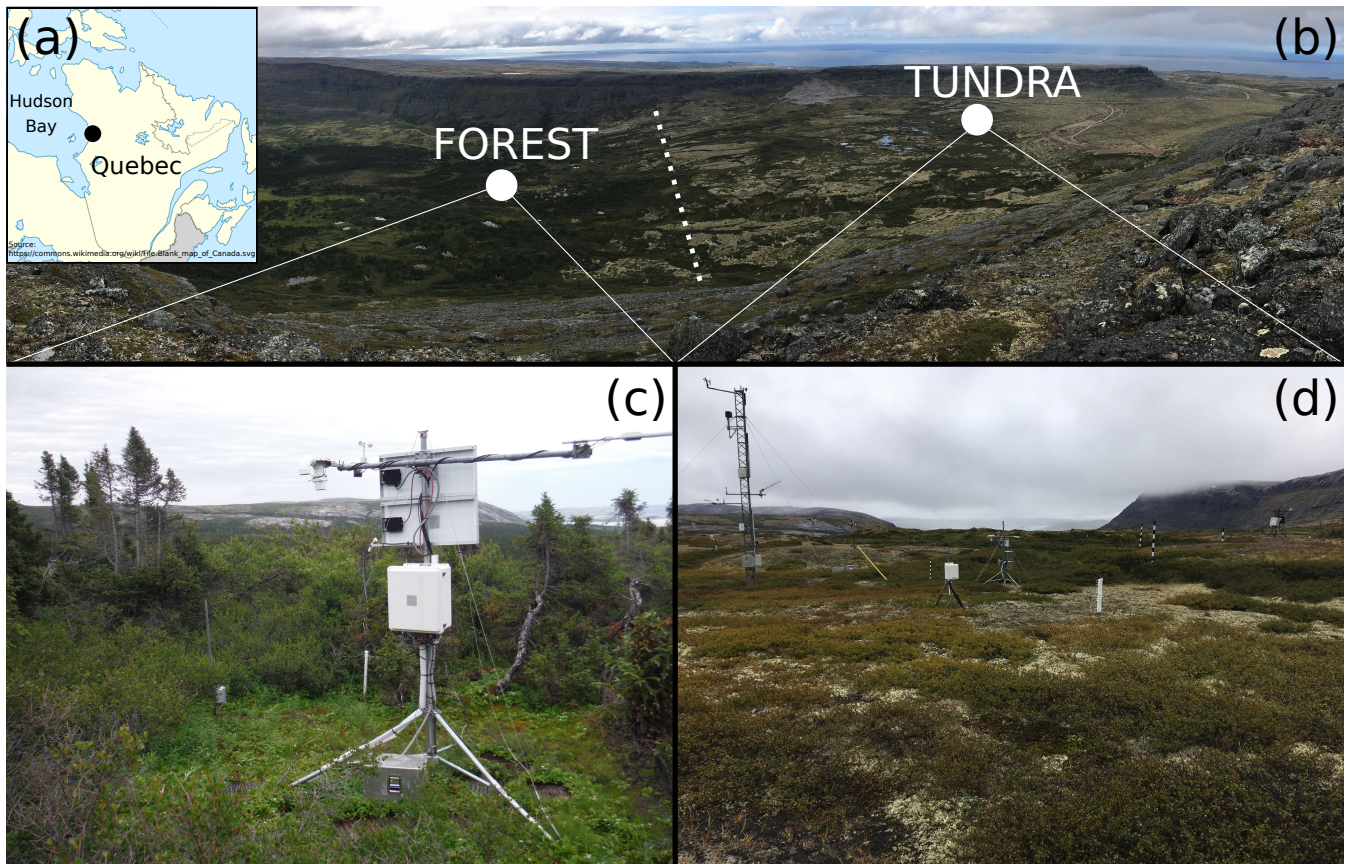 (a)
Hudson
Bay
Quebec
Source:
https://commons.wikimedia.org/wiki/File:Blank_map_of_Canada.svg
(b)
FOREST
TUNDRA
(c)
(d)